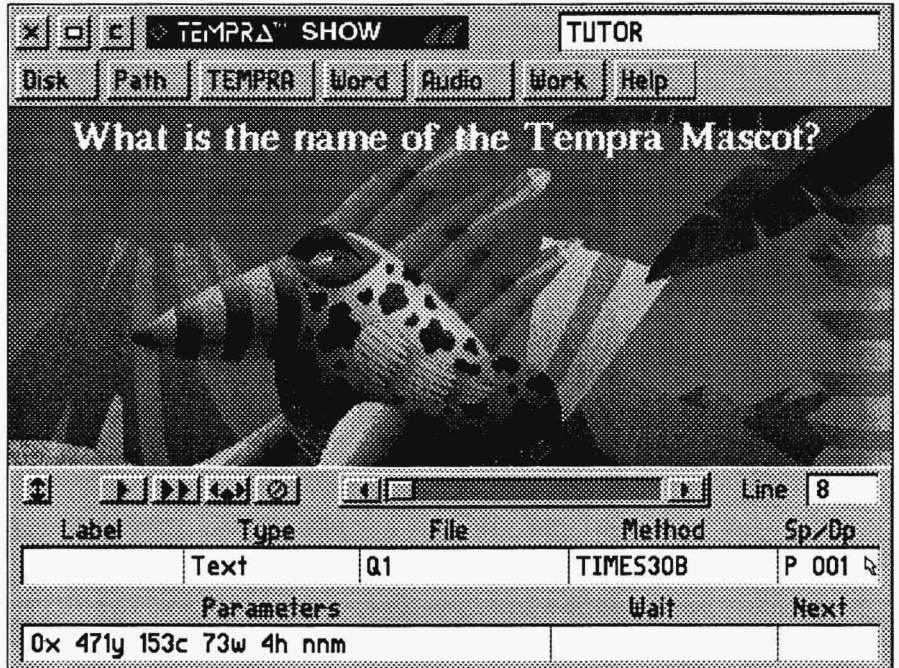 X C TEMPRA™ SHOW TUTOR
Disk Path TEMPRA Word Audio Work Help
What is the name of the Tempra Mascot?
Line 8
Label Type File Method Sp/Dp
Text Q1 TIMES30B P 001
Parameters Wait Next
0x 471y 153c 73w 4h nnm